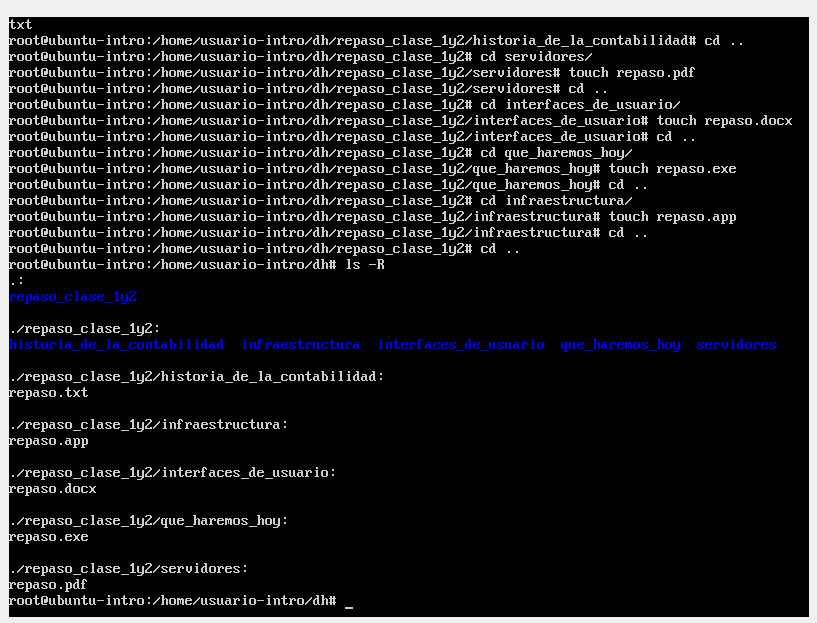 txt
root@ubuntu-intro:/home/usuario-intro/dh/repaso_clase_1y2/historia_de_la_contabilidad# cd ..
root@ubuntu-intro:/home/usuario-intro/dh/repaso_clase_1y2# cd servidores/
root@ubuntu-intro:/home/usuario-intro/dh/repaso_clase_1y2/servidores# touch repaso.pdf
root@ubuntu-intro:/home/usuario-intro/dh/repaso_clase_1y2/servidores# cd ..
root@ubuntu-intro:/home/usuario-intro/dh/repaso_clase_1y2# cd interfaces_de_usuario/
root@ubuntu-intro:/home/usuario-intro/dh/repaso_clase_1y2/interfaces_de_usuario# touch repaso.docx
root@ubuntu-intro:/home/usuario-intro/dh/repaso_clase_1y2/interfaces_de_usuario# cd ..
root@ubuntu-intro:/home/usuario-intro/dh/repaso_clase_1y2# cd que_haremos_hoy/
root@ubuntu-intro:/home/usuario-intro/dh/repaso_clase_1y2/que_haremos_hoy# touch repaso.exe
root@ubuntu-intro:/home/usuario-intro/dh/repaso_clase_1y2/que_haremos_hoy# cd ..
root@ubuntu-intro:/home/usuario-intro/dh/repaso_clase_1y2# cd infraestructura/
root@ubuntu-intro:/home/usuario-intro/dh/repaso_clase_1y2/infraestructura# touch repaso.app
root@ubuntu-intro:/home/usuario-intro/dh/repaso_clase_1y2/infraestructura# cd ..
root@ubuntu-intro:/home/usuario-intro/dh/repaso_clase_1y2# cd ..
root@ubuntu-intro:/home/usuario-intro/dh# ls -R
.:
repaso_clase_1y2
./repaso_clase_1y2:
historia_de_la_contabilidad  infraestructura  interfaces_de_usuario  que_haremos_hoy  servidores
./repaso_clase_1y2/historia_de_la_contabilidad:
repaso.txt
./repaso_clase_1y2/infraestructura:
repaso.app
./repaso_clase_1y2/interfaces_de_usuario:
repaso.docx
./repaso_clase_1y2/que_haremos_hoy:
repaso.exe
./repaso_clase_1y2/servidores:
repaso.pdf
root@ubuntu-intro:/home/usuario-intro/dh# _